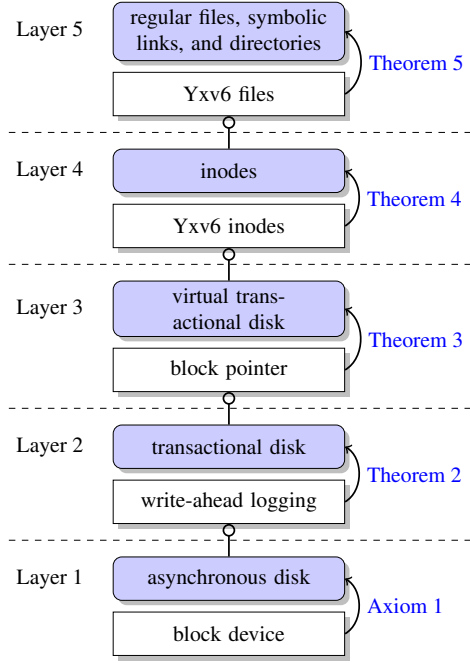 Layer 5
regular files, symbolic
links, and directories
Theorem 5
Yxv6 files
Layer 4
inodes
Theorem 4
Yxv6 inodes
Layer 3
virtual trans-
actional disk
Theorem 3
block pointer
Layer 2
transactional disk
Theorem 2
write-ahead logging
Layer 1
asynchronous disk
Axiom 1
block device